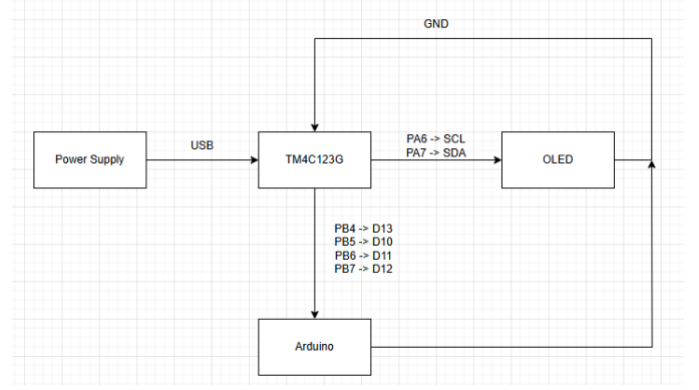 GND
Power Supply
USB
TM4C123G
PA6 -> SCL
PA7 -> SDA
OLED
PB4 -> D13
PB5 -> D10
PB6 -> D11
PB7 -> D12
Arduino